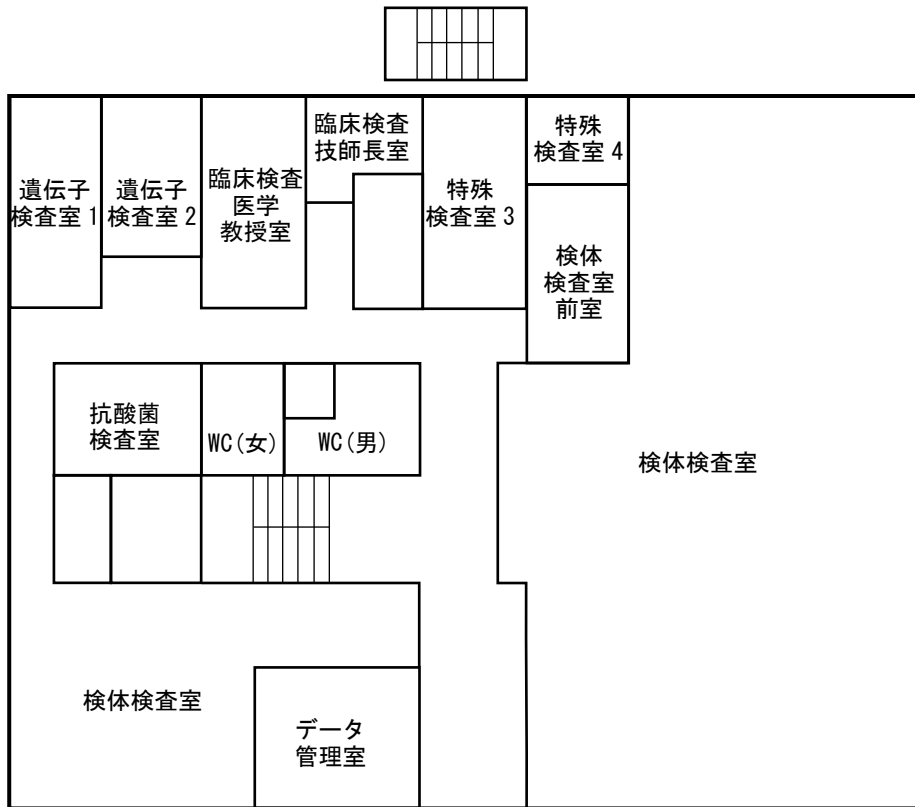 遺伝子
検査室 1
遺伝子
検査室 2
臨床検査
医学
教授室
臨床検査
技師長室
特殊
検査室 3
特殊
検査室 4
検体
検査室
前室
抗酸菌
検査室
WC(女)
WC(男)
検体検査室
検体検査室
データ
管理室